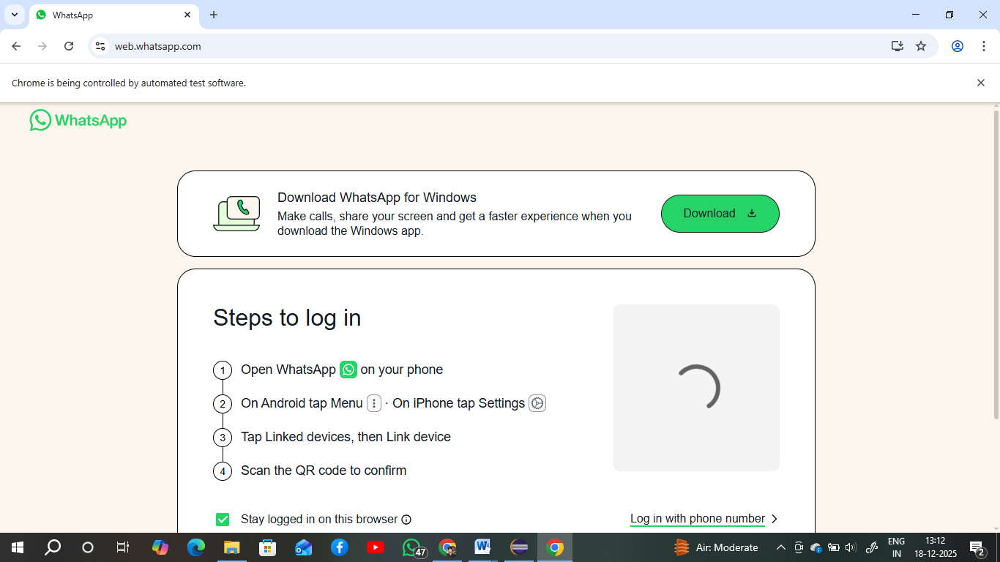 WhatsApp
web.whatsapp.com
Chrome is being controlled by automated test software.
WhatsApp
Download WhatsApp for Windows
Make calls, share your screen and get a faster experience when you
download the Windows app.
Download
Steps to log in
1 Open WhatsApp on your phone
2 On Android tap Menu · On iPhone tap Settings
3 Tap Linked devices, then Link device
4 Scan the QR code to confirm
Stay logged in on this browser
Log in with phone number
47
W
Air: Moderate
ENG
IN
13:12
18-12-2025
2